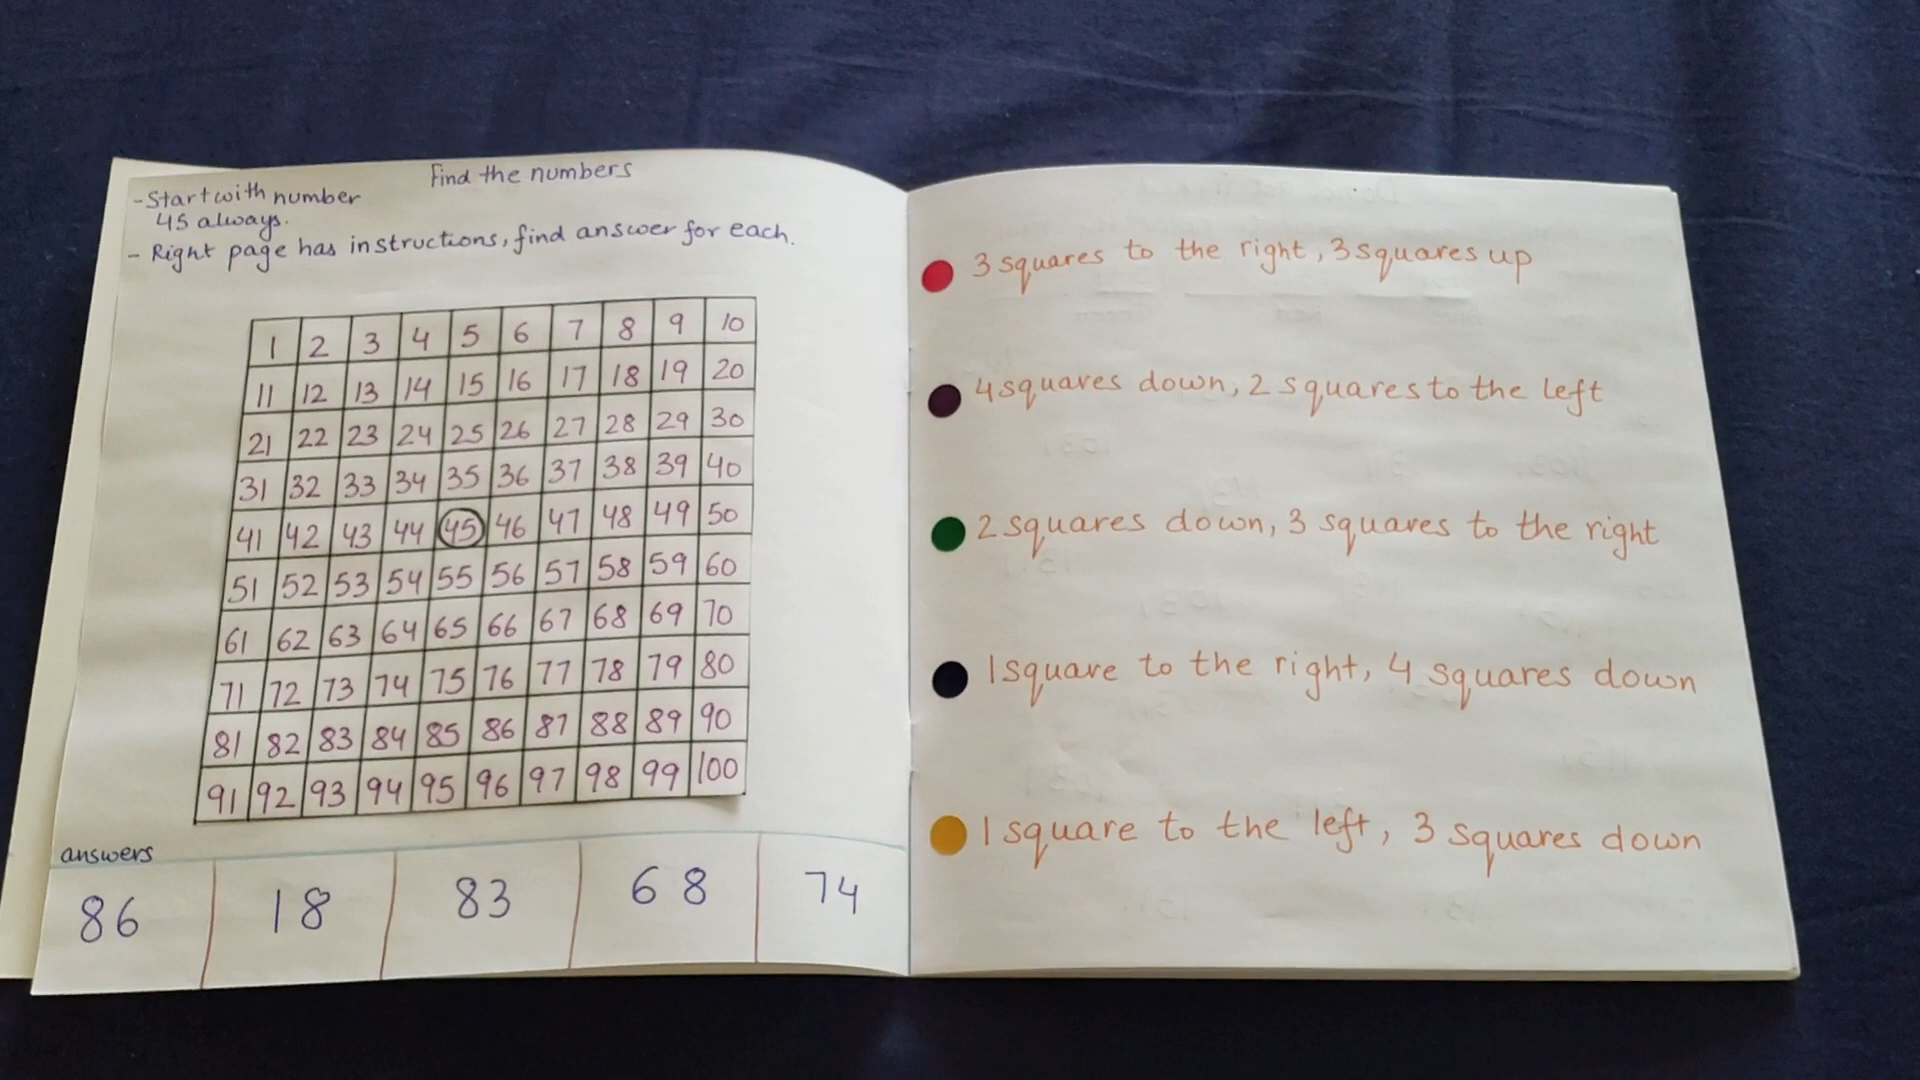 Find the numbers
- Start with number
45 always.
- Right page has instructions, find answer for each.
1 2 3 4 5 6 7 8 9 10
11 12 13 14 15 16 17 18 19 20
21 22 23 24 25 26 27 28 29 30
31 32 33 34 35 36 37 38 39 40
41 42 43 44 45 46 47 48 49 50
51 52 53 54 55 56 57 58 59 60
61 62 63 64 65 66 67 68 69 70
71 72 73 74 75 76 77 78 79 80
81 82 83 84 85 86 87 88 89 90
91 92 93 94 95 96 97 98 99 100
answers
86 18 83 68 74
3 squares to the right, 3 squares up
4 squares down, 2 squares to the left
2 squares down, 3 squares to the right
1 square to the right, 4 squares down
1 square to the left, 3 squares down